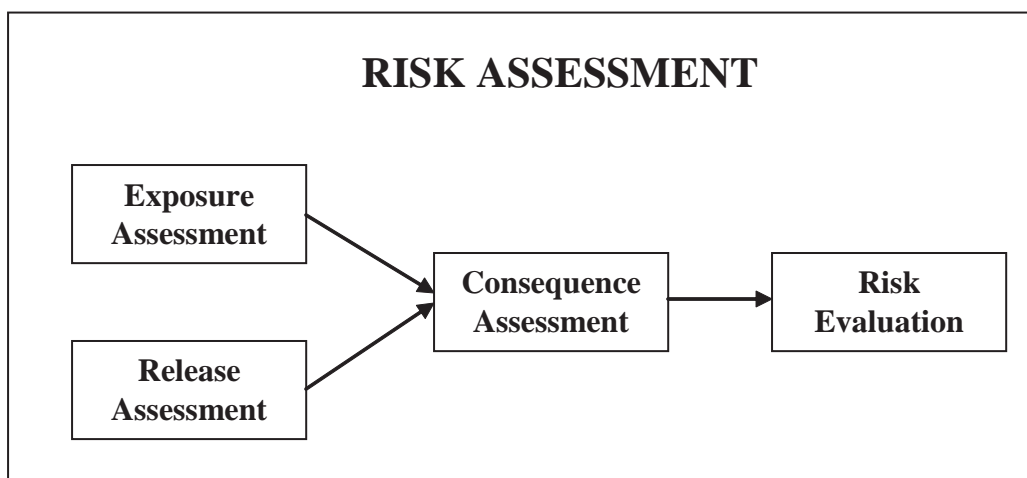 RISK ASSESSMENT
Exposure
Assessment
Release
Assessment
Consequence
Assessment
Risk
Evaluation